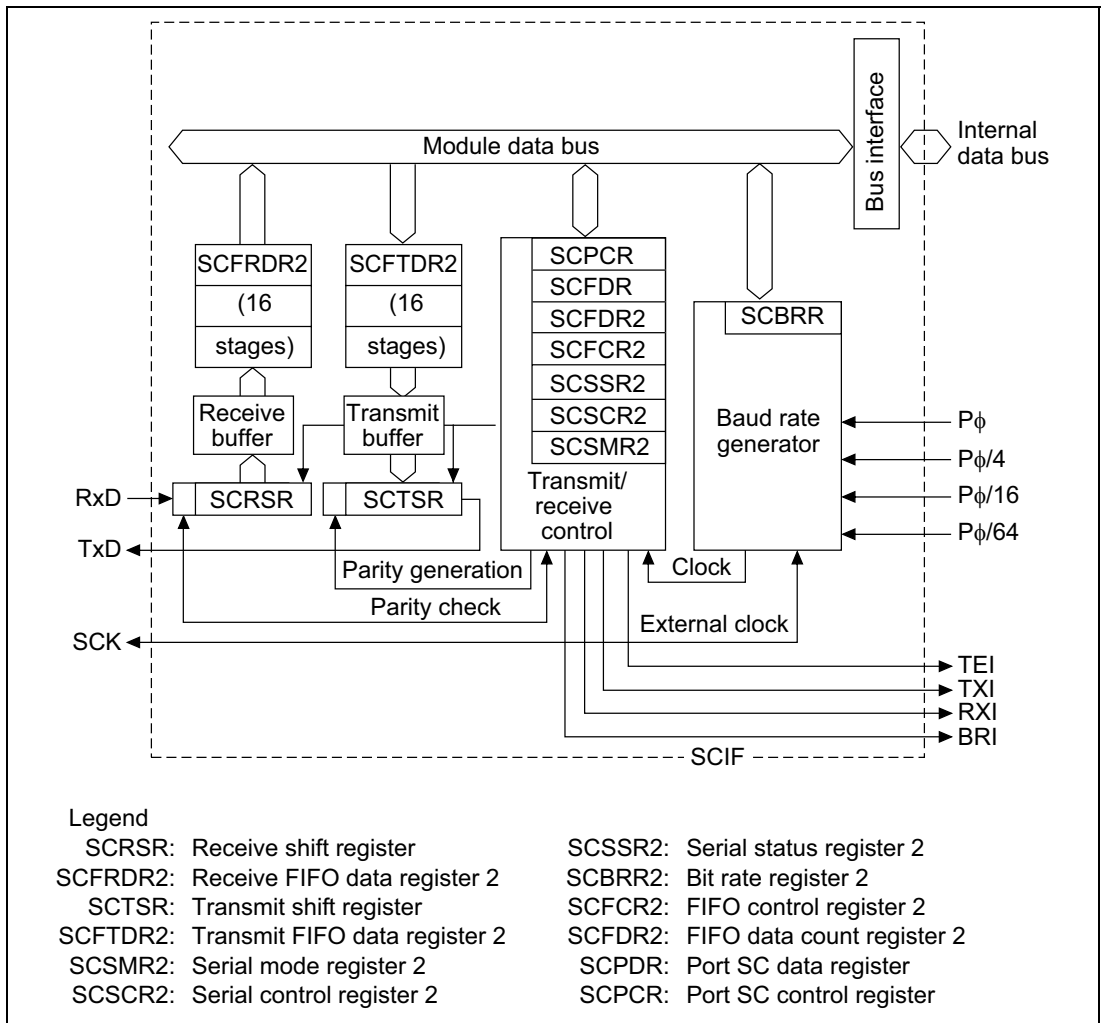 Bus interface
Internal
data bus
Module data bus
SCFRDR2
(16
stages)
SCFTDR2
(16
stages)
SCPCR
SCFDR
SCFDR2
SCFCR2
SCSSR2
SCSCR2
SCSMR2
Transmit/
receive
control
SCBRR
Baud rate
generator
Receive
buffer
Transmit
buffer
Pϕ
Pϕ/4
Pϕ/16
Pϕ/64
RxD
SCRSR
SCTSR
TxD
Parity generation
Clock
Parity check
External clock
SCK
TEI
TXI
RXI
BRI
SCIF
Legend
SCRSR: Receive shift register
SCFRDR2: Receive FIFO data register 2
SCTSR: Transmit shift register
SCFTDR2: Transmit FIFO data register 2
SCSMR2: Serial mode register 2
SCSCR2: Serial control register 2
SCSSR2: Serial status register 2
SCBRR2: Bit rate register 2
SCFCR2: FIFO control register 2
SCFDR2: FIFO data count register 2
SCPDR: Port SC data register
SCPCR: Port SC control register